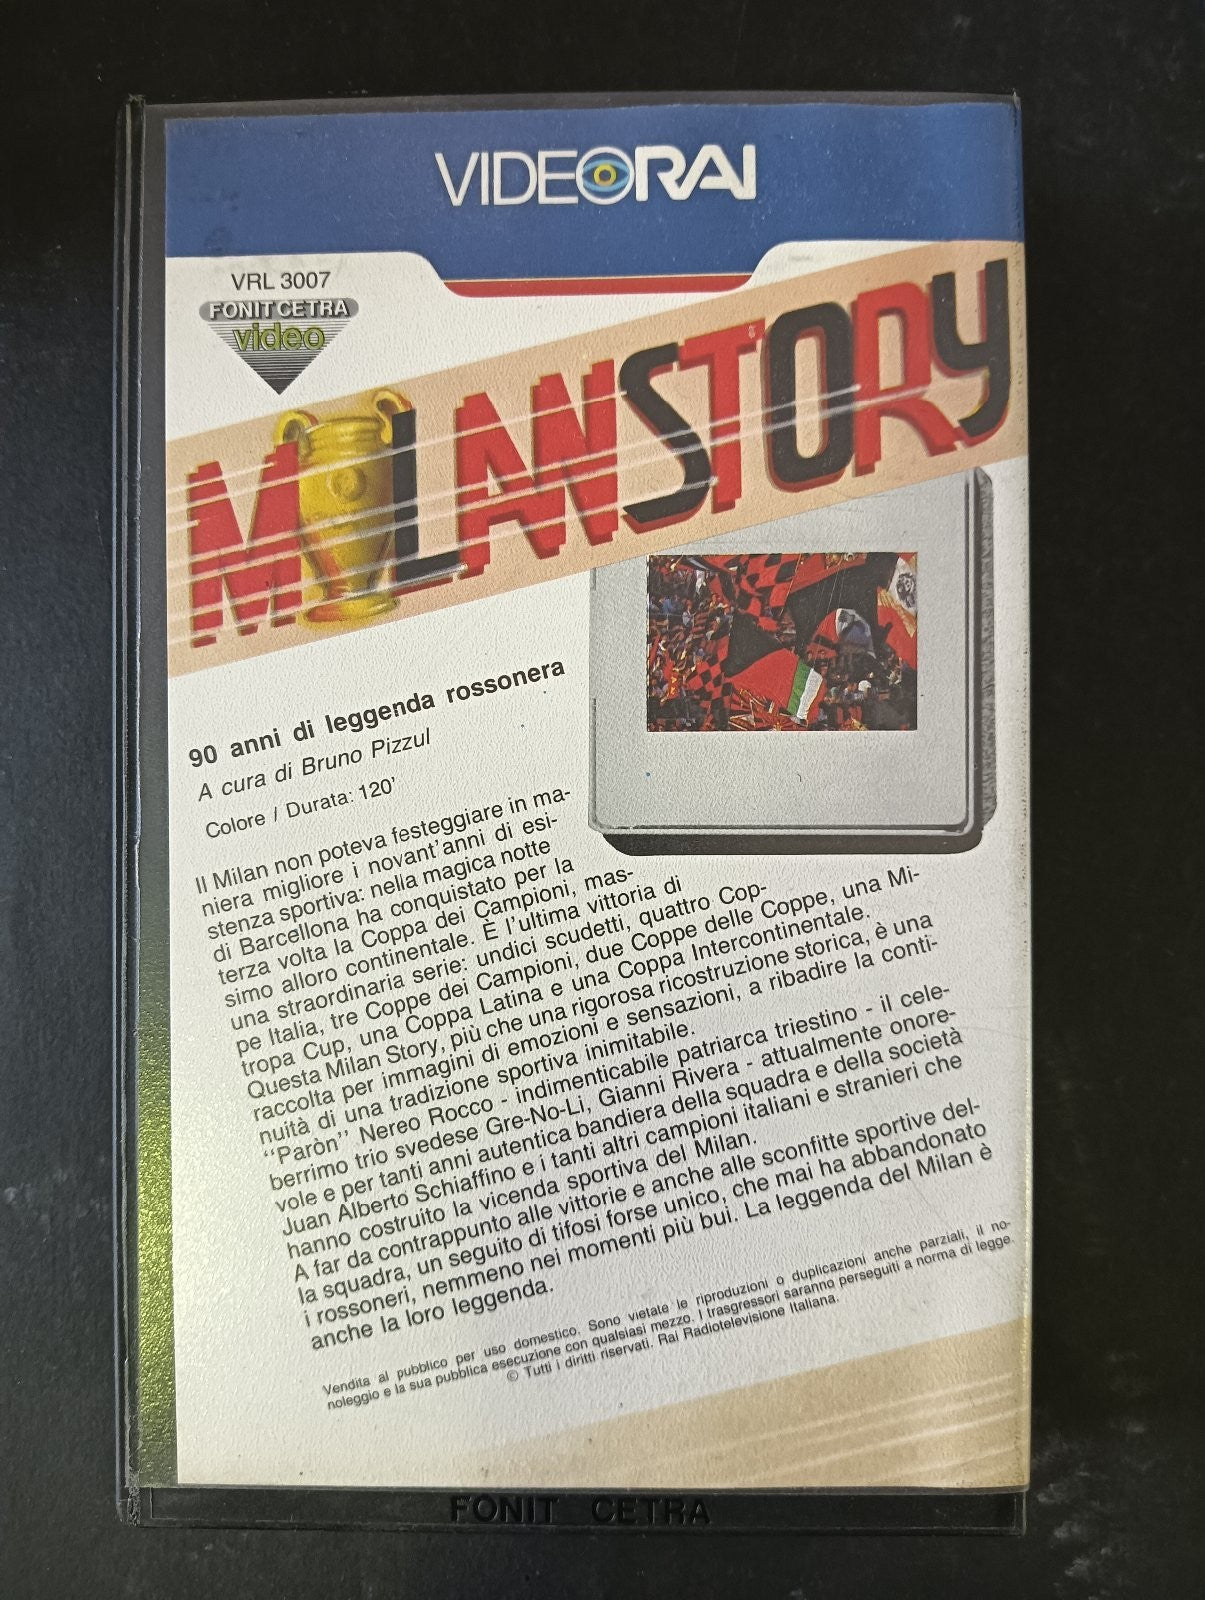 VIDEORAI
VRL 3007
FONIT CETRA
video
MILAN STORY
90 anni di leggenda rossonera
A cura di Bruno Pizzul
Colore / Durata: 120'
Il Milan non poteva festeggiare in ma-
niera migliore i novant'anni di esi-
stenza sportiva: nella magica notte
di Barcellona ha conquistato per la
terza volta la Coppa dei Campioni, mas-
simo alloro continentale. È l'ultima vittoria di
una straordinaria serie: undici scudetti, quattro Cop-
pe Italia, tre Coppe dei Campioni, due Coppe delle Coppe, una Mi-
tropa Cup, una Coppa Latina e una Coppa Intercontinentale.
Questa Milan Story, più che una rigorosa ricostruzione storica, è una
raccolta per immagini di emozioni e sensazioni, a ribadire la conti-
nuità di una tradizione sportiva inimitabile.
"Paròn" Nereo Rocco - indimenticabile patriarca triestino - il cele-
berrimo trio svedese Gre-No-Li, Gianni Rivera - attualmente onore-
vole e per tanti anni autentica bandiera della squadra e della società
Juan Alberto Schiaffino e i tanti altri campioni italiani e stranieri che
hanno costruito la vicenda sportiva del Milan.
A far da contrappunto alle vittorie e anche alle sconfitte sportive del-
la squadra, un seguito di tifosi forse unico, che mai ha abbandonato
i rossoneri, nemmeno nei momenti più bui. La leggenda del Milan è
anche la loro leggenda.
Vendita al pubblico per uso domestico. Sono vietate le riproduzioni o duplicazioni anche parziali, il no-
noleggio e la sua pubblica esecuzione con qualsiasi mezzo. I trasgressori saranno perseguiti a norma di legge.
© Tutti i diritti riservati. Rai Radiotelevisione Italiana.
FONIT CETRA